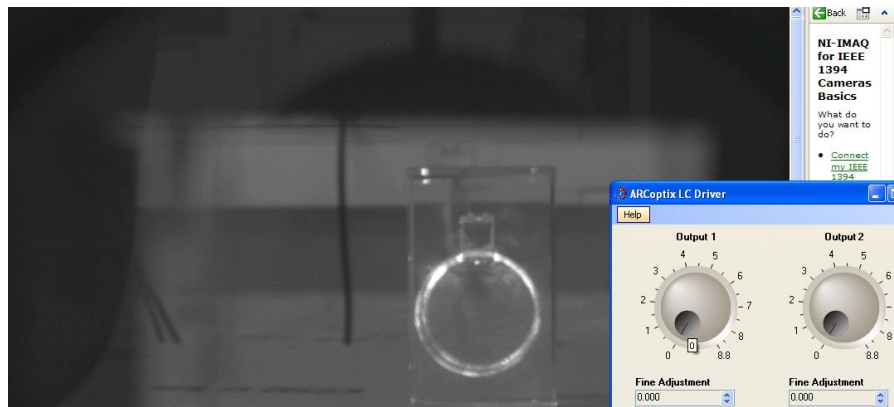 Back
NI-IMAQ
for IEEE
1394
Cameras
Basics
What do
you want to
do?
Connect
my IEEE
1394
ARCoptix LC Driver
Help
Output 1
0
1
2
3
4
5
6
7
8
8.8
0
Fine Adjustment
0.000
Output 2
0
1
2
3
4
5
6
8
8.8
Fine Adjustment
0.000